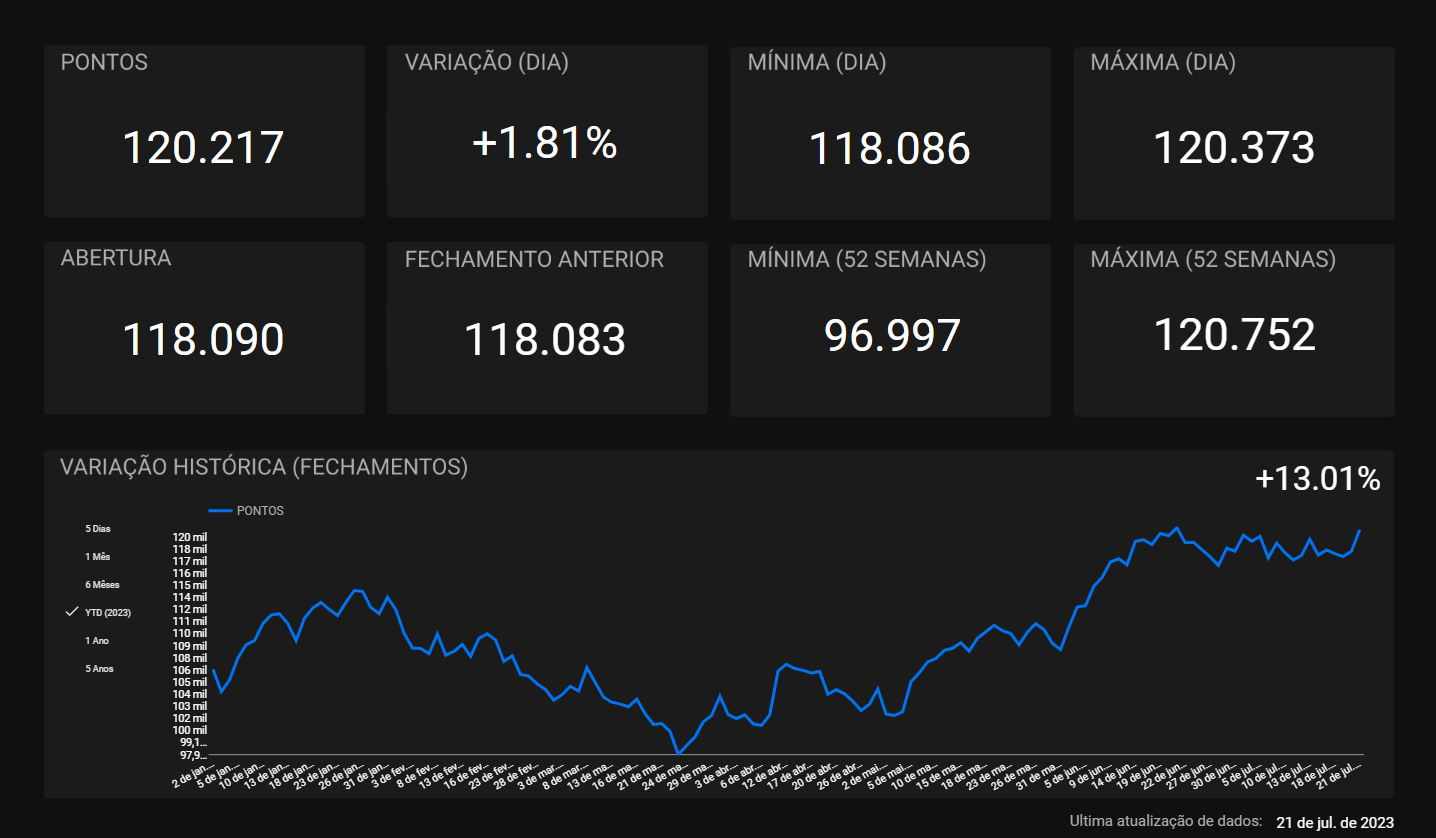 PONTOS
120.217
VARIAÇÃO (DIA)
+1.81%
MÍNIMA (DIA)
118.086
MÁXIMA (DIA)
120.373
ABERTURA
118.090
FECHAMENTO ANTERIOR
118.083
MÍNIMA (52 SEMANAS)
96.997
MÁXIMA (52 SEMANAS)
120.752
VARIAÇÃO HISTÓRICA (FECHAMENTOS)
+13.01%
5 Dias
1 Mês
6 Mêses
YTD (2023)
1 Ano
5 Anos
PONTOS
120 mil
118 mil
117 mil
116 mil
115 mil
114 mil
112 mil
111 mil
110 mil
109 mil
108 mil
106 mil
105 mil
104 mil
103 mil
102 mil
100 mil
99,1...
97,9...
2 de jan...
5 de jan...
10 de jan...
13 de jan...
18 de jan...
23 de jan...
26 de jan...
31 de jan...
3 de fev...
8 de fev...
13 de fev...
16 de fev...
23 de fev...
28 de fev...
3 de mar...
8 de mar...
13 de ma...
16 de ma...
21 de ma...
24 de ma...
29 de ma...
3 de abr...
6 de abr...
12 de abr...
17 de abr...
20 de abr...
26 de abr...
2 de mai...
5 de mai...
10 de ma...
15 de ma...
18 de ma...
23 de ma...
26 de ma...
31 de ma...
5 de jun...
9 de jun...
14 de jun...
19 de jun...
22 de jun...
27 de jun...
30 de jun...
5 de jul...
10 de jul...
13 de jul...
18 de jul...
21 de jul...
Ultima atualização de dados: 21 de jul. de 2023